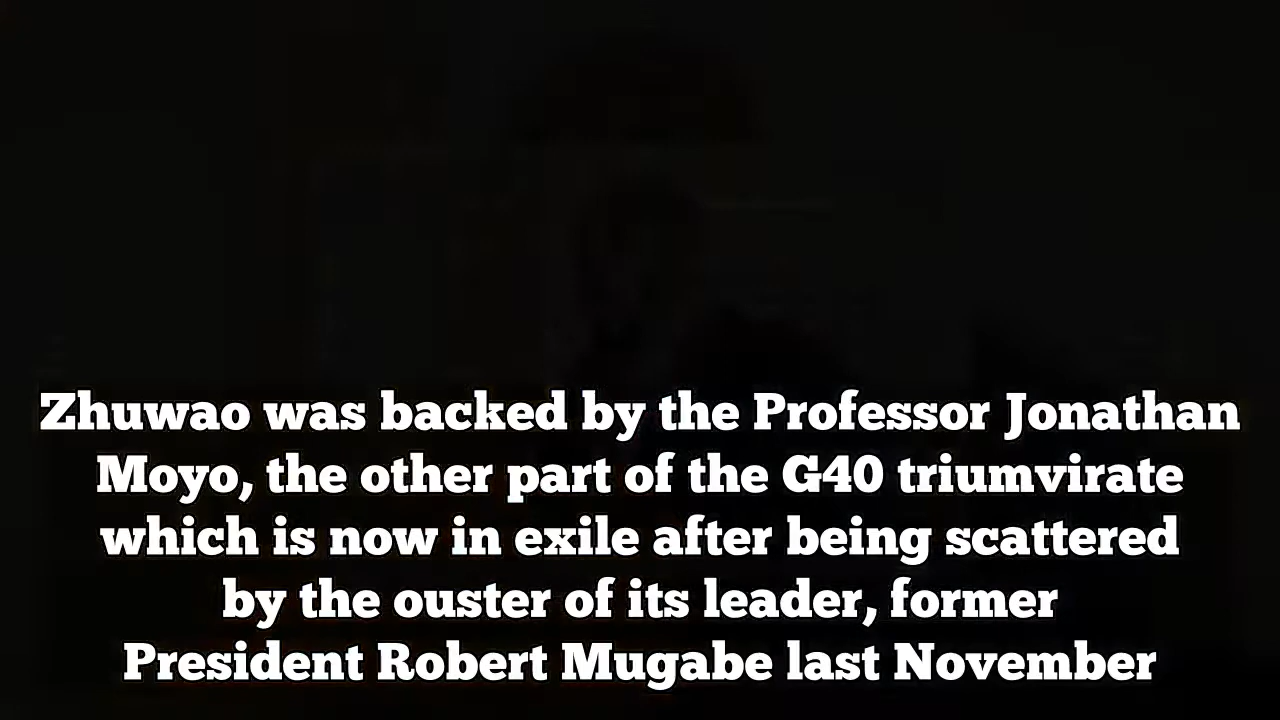 Zhuwao was backed by the Professor Jonathan
Moyo, the other part of the G40 triumvirate
which is now in exile after being scattered
by the ouster of its leader, former
President Robert Mugabe last November